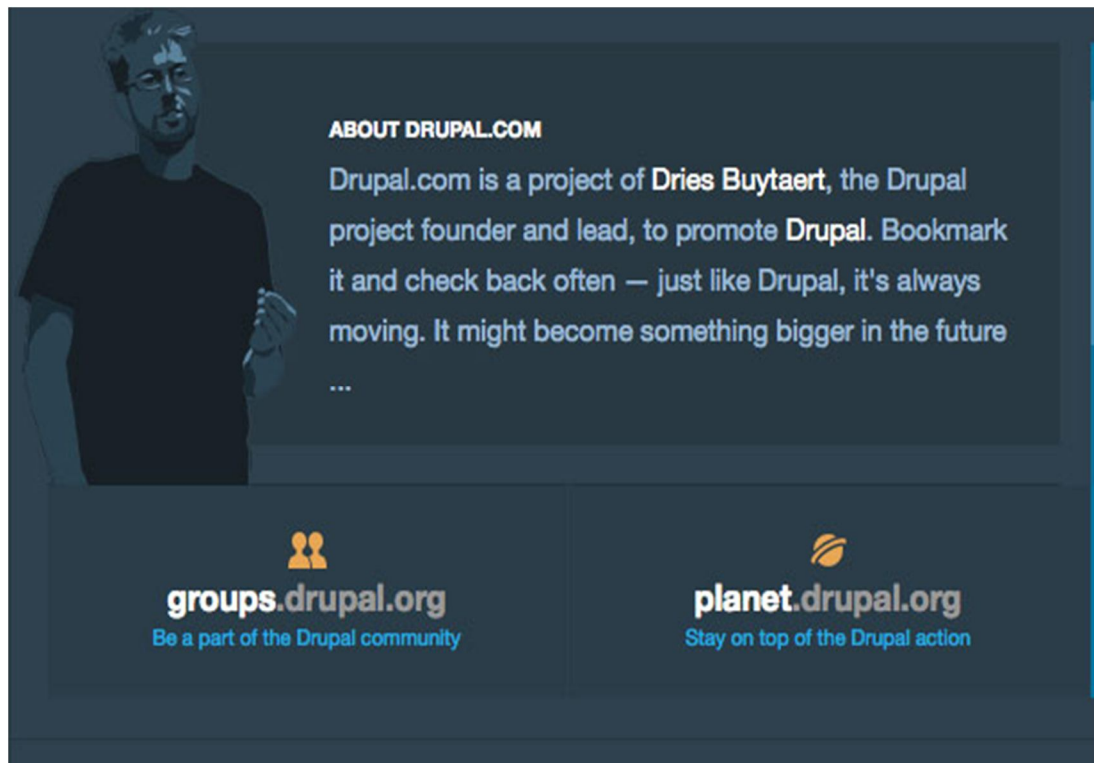 ABOUT DRUPAL.COM
Drupal.com is a project of Dries Buytaert, the Drupal
project founder and lead, to promote Drupal. Bookmark
it and check back often — just like Drupal, it's always
moving. It might become something bigger in the future
...
groups.drupal.org
Be a part of the Drupal community
planet.drupal.org
Stay on top of the Drupal action